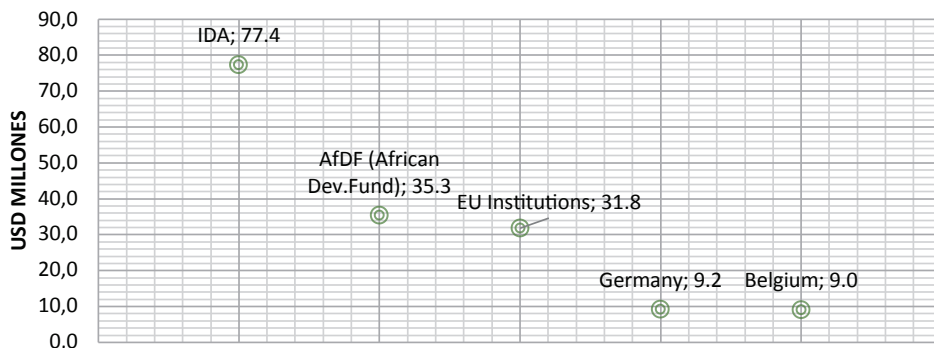 USD MILLONES
90,0
80,0
70,0
60,0
50,0
40,0
30,0
20,0
10,0
0.0
IDA; 77.4
AfDF (African
Dev.Fund); 35.3
EU Institutions; 31.8
Germany; 9.2
Belgium; 9.0